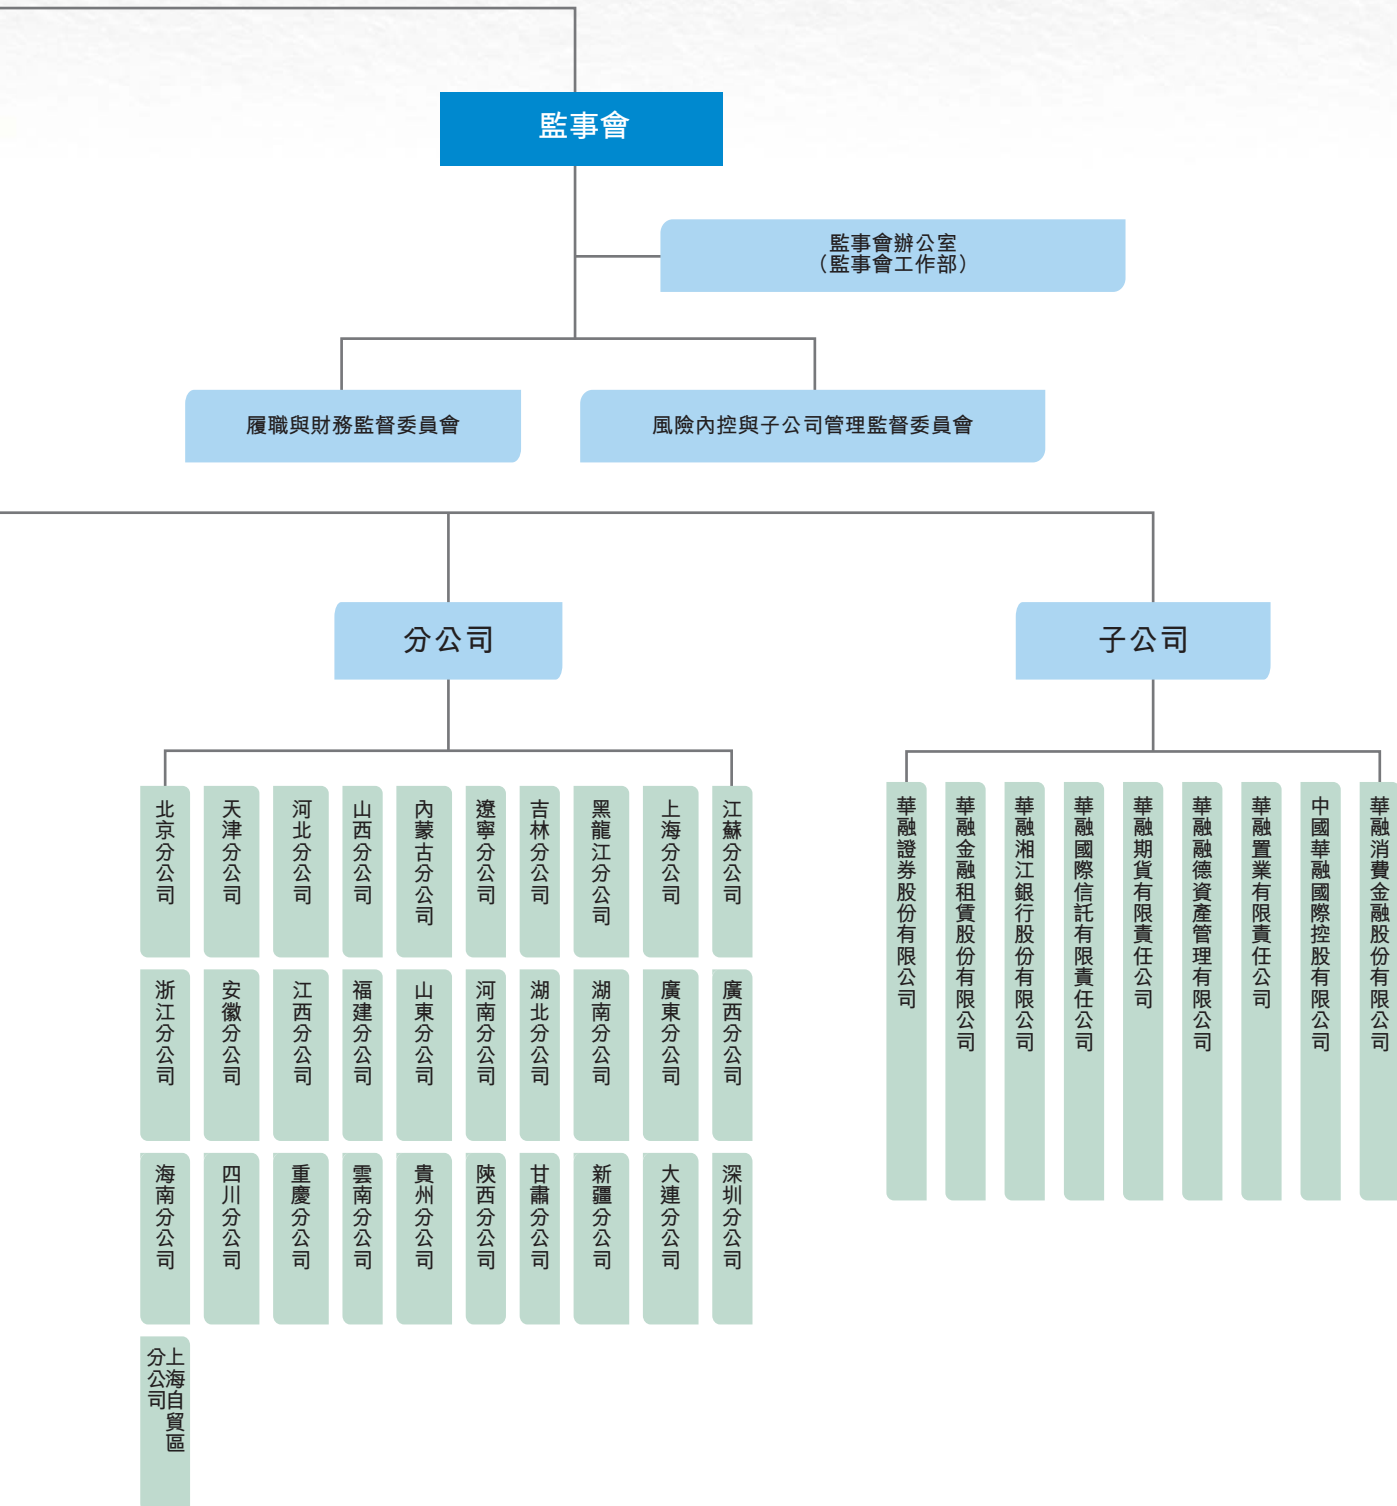 監事會
監事會辦公室
（監事會工作部）
履職與財務監督委員會
風險內控與子公司管理監督委員會
分公司
子公司
北京分公司
天津分公司
河北分公司
山西分公司
內蒙古分公司
遼寧分公司
吉林分公司
黑龍江分公司
上海分公司
江蘇分公司
浙江分公司
安徽分公司
江西分公司
福建分公司
山東分公司
河南分公司
湖北分公司
湖南分公司
廣東分公司
廣西分公司
海南分公司
四川分公司
重慶分公司
雲南分公司
貴州分公司
陝西分公司
甘肅分公司
新疆分公司
大連分公司
深圳分公司
上海自貿區
分公司
華融證券股份有限公司
華融金融租賃股份有限公司
華融湘江銀行股份有限公司
華融國際信託有限責任公司
華融期貨有限責任公司
華融融德資產管理有限公司
華融置業有限責任公司
中國華融國際控股有限公司
華融消費金融股份有限公司